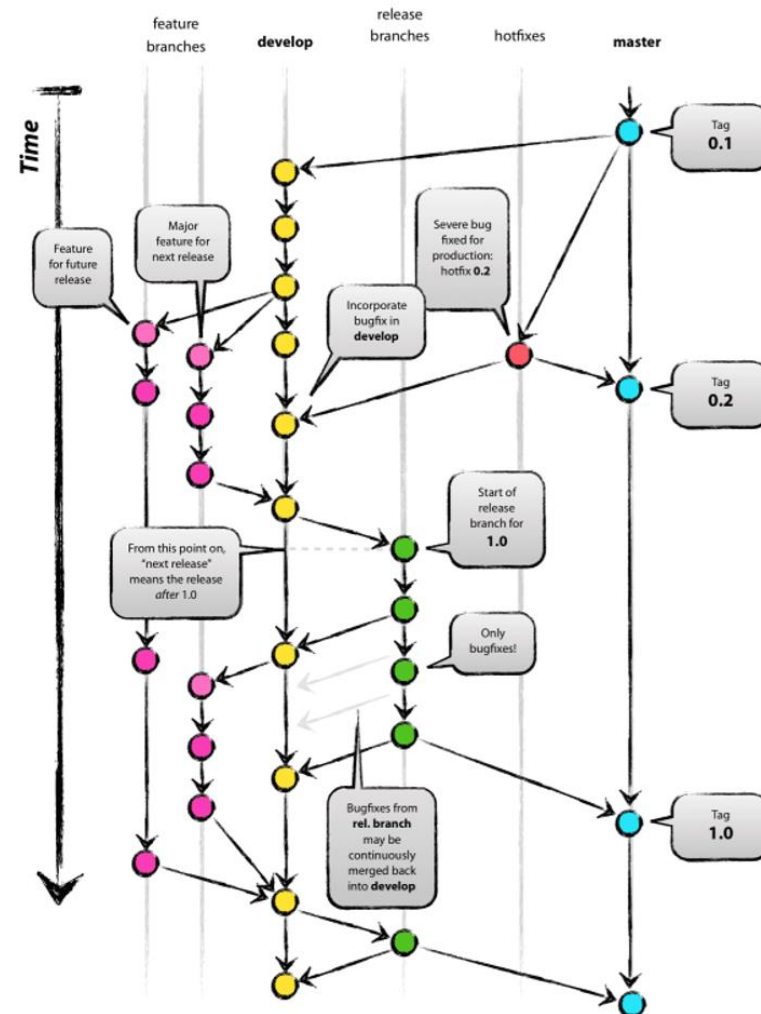 feature
branches
develop
release
branches
hotfixes
master
Time
Tag
0.1
Major
feature for
next release
Feature
for future
release
Severe bug
fixed for
production:
hotfix 0.2
Incorporate
bugfix in
develop
Tag
0.2
Start of
release
branch for
1.0
From this point on,
“next release”
means the release
after 1.0
Only
bugfixes!
Tag
1.0
Bugfixes from
rel. branch
may be
continuously
merged back
into develop